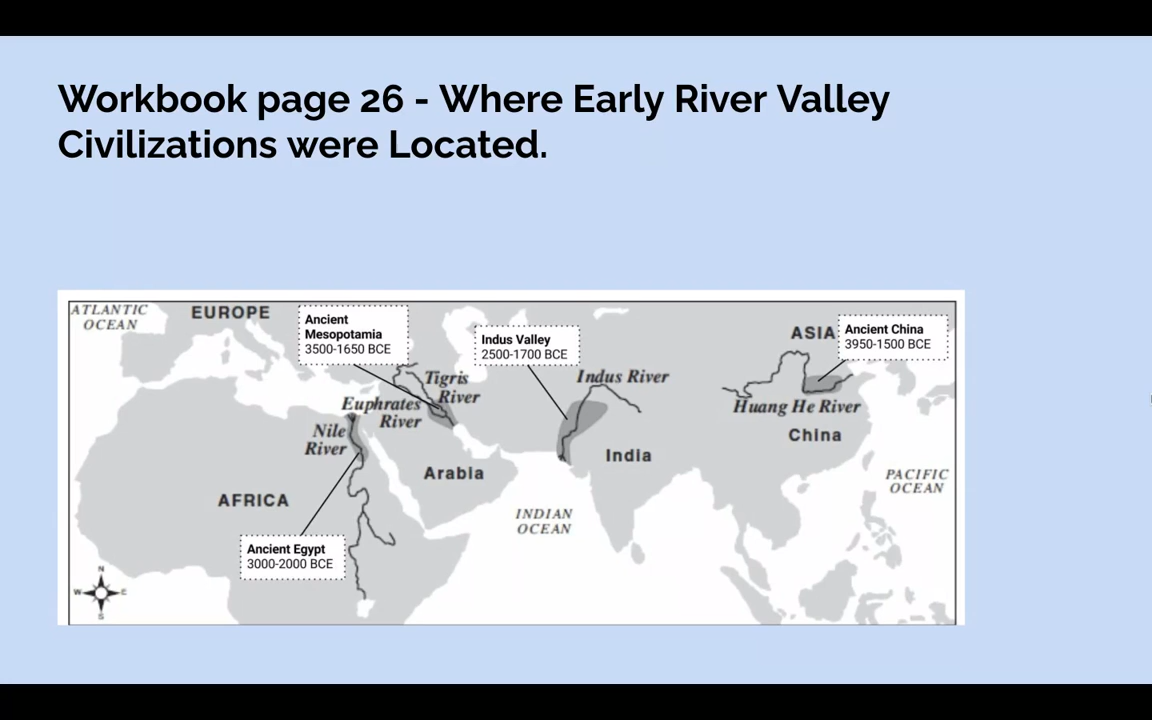 Workbook page 26 - Where Early River Valley
Civilizations were Located.
ATLANTIC
OCEAN
EUROPE
Ancient
Mesopotamia
3500-1650 BCE
Indus Valley
2500-1700 BCE
ASIA
Ancient China
3950-1500 BCE
Tigris
River
Indus River
Euphrates
River
Huang He River
Nile
River
China
India
Arabia
PACIFIC
OCEAN
AFRICA
INDIAN
OCEAN
Ancient Egypt
3000-2000 BCE
N
W
E
S